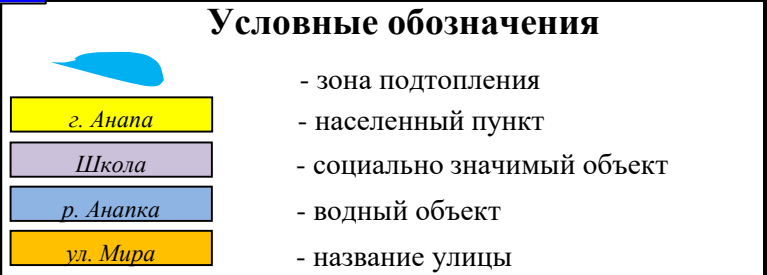 Условные обозначения
- зона подтопления
г. Анапа - населенный пункт
Школа - социально значимый объект
р. Анапка - водный объект
ул. Мира - название улицы